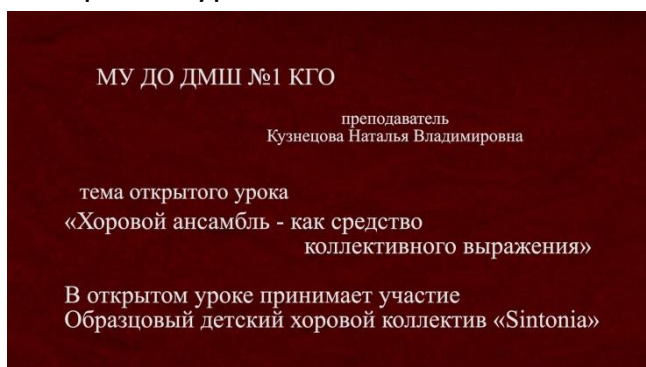 МУ ДО ДМШ №1 КГО
преподаватель
Кузнецова Наталья Владимировна
тема открытого урока
«Хоровой ансамбль - как средство
коллективного выражения»
В открытом уроке принимает участие
Образцовый детский хоровой коллектив «Sintonia»